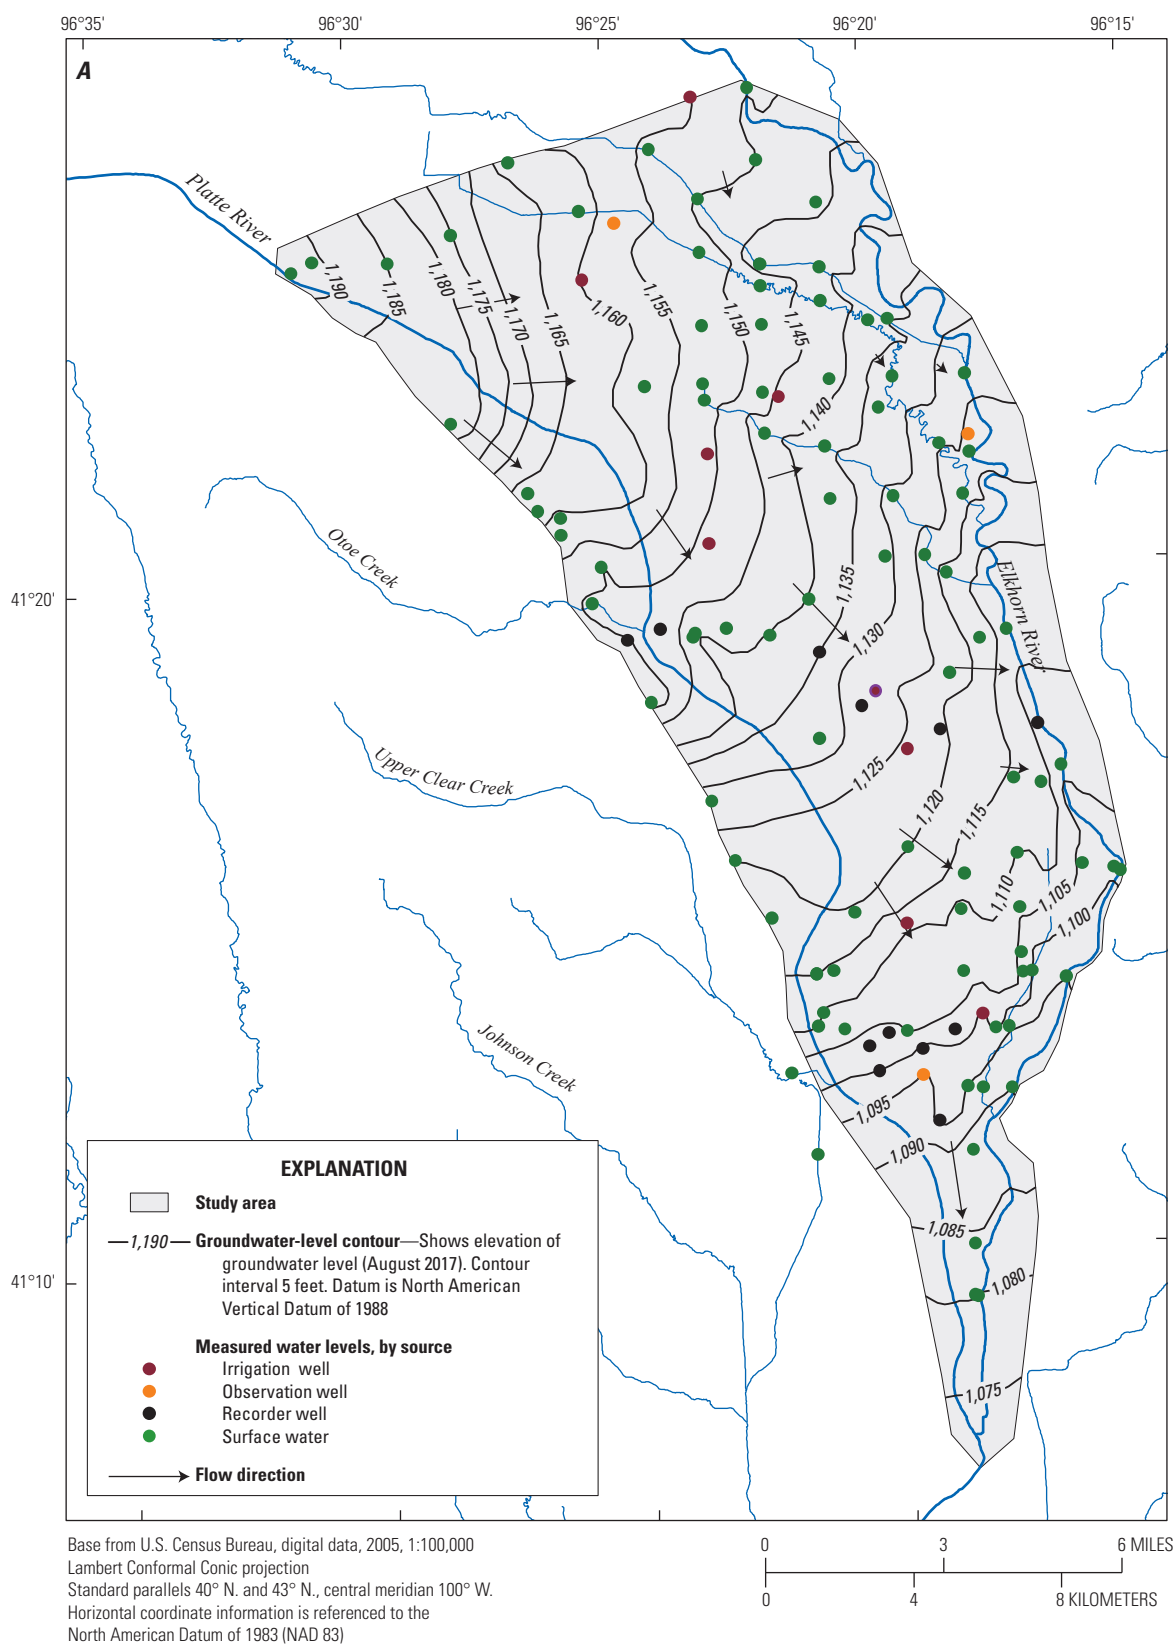 96°35' 96°30' 96°25' 96°20' 96°15'
A
Platte River
1,190
1,185
1,180
1,175
1,170
1,165
1,160
1,155
1,150
1,145
1,140
Otoe Creek
41°20'
1,135
Elkhorn River
1,130
Upper Clear Creek
1,125
1,120
1,115
1,110
1,105
1,100
Johnson Creek
1,095
1,090
1,085
1,080
1,075
41°10'
EXPLANATION
Study area
1,190 Groundwater-level contour—Shows elevation of
groundwater level (August 2017). Contour
interval 5 feet. Datum is North American
Vertical Datum of 1988
Measured water levels, by source
Irrigation well
Observation well
Recorder well
Surface water
Flow direction
Base from U.S. Census Bureau, digital data, 2005, 1:100,000
Lambert Conformal Conic projection
Standard parallels 40° N. and 43° N., central meridian 100° W.
Horizontal coordinate information is referenced to the
North American Datum of 1983 (NAD 83)
0 3 6 MILES
0 4 8 KILOMETERS